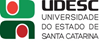 UDESC
UNIVERSIDADE
DO ESTADO DE
SANTA CATARINA